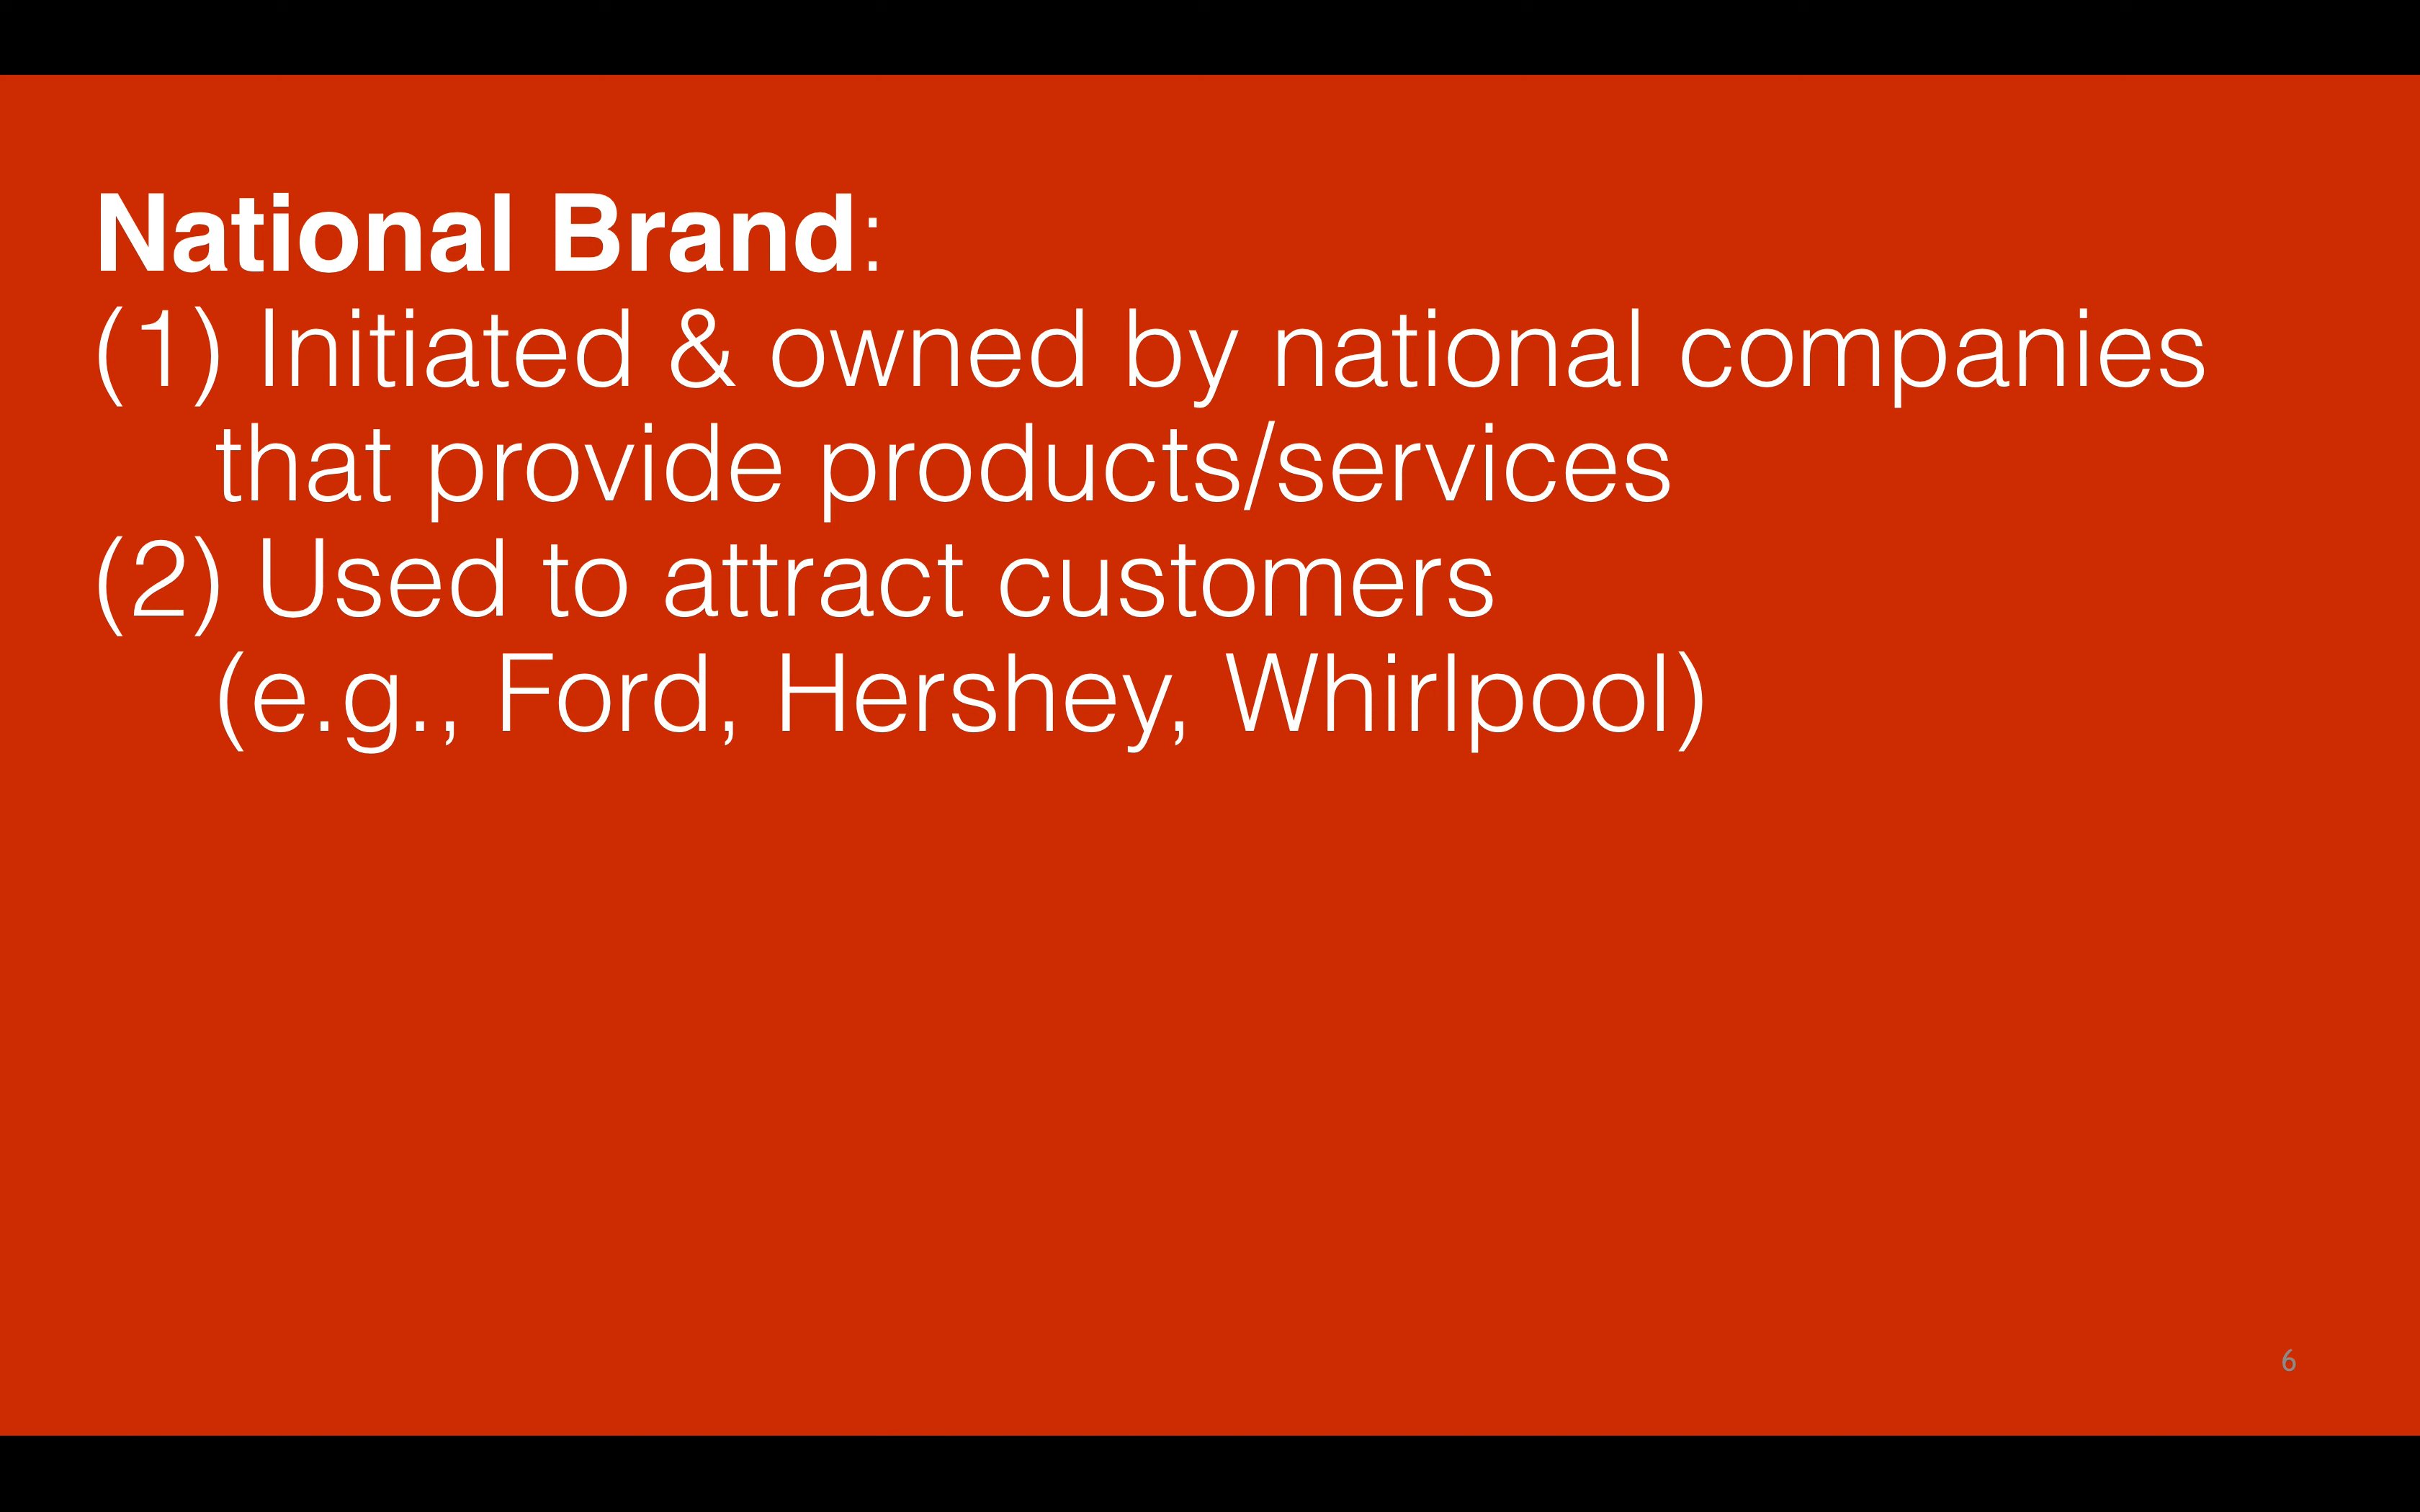 National Brand:
(1) Initiated & owned by national companies
that provide products/services
(2) Used to attract customers
(e.g., Ford, Hershey, Whirlpool)
6